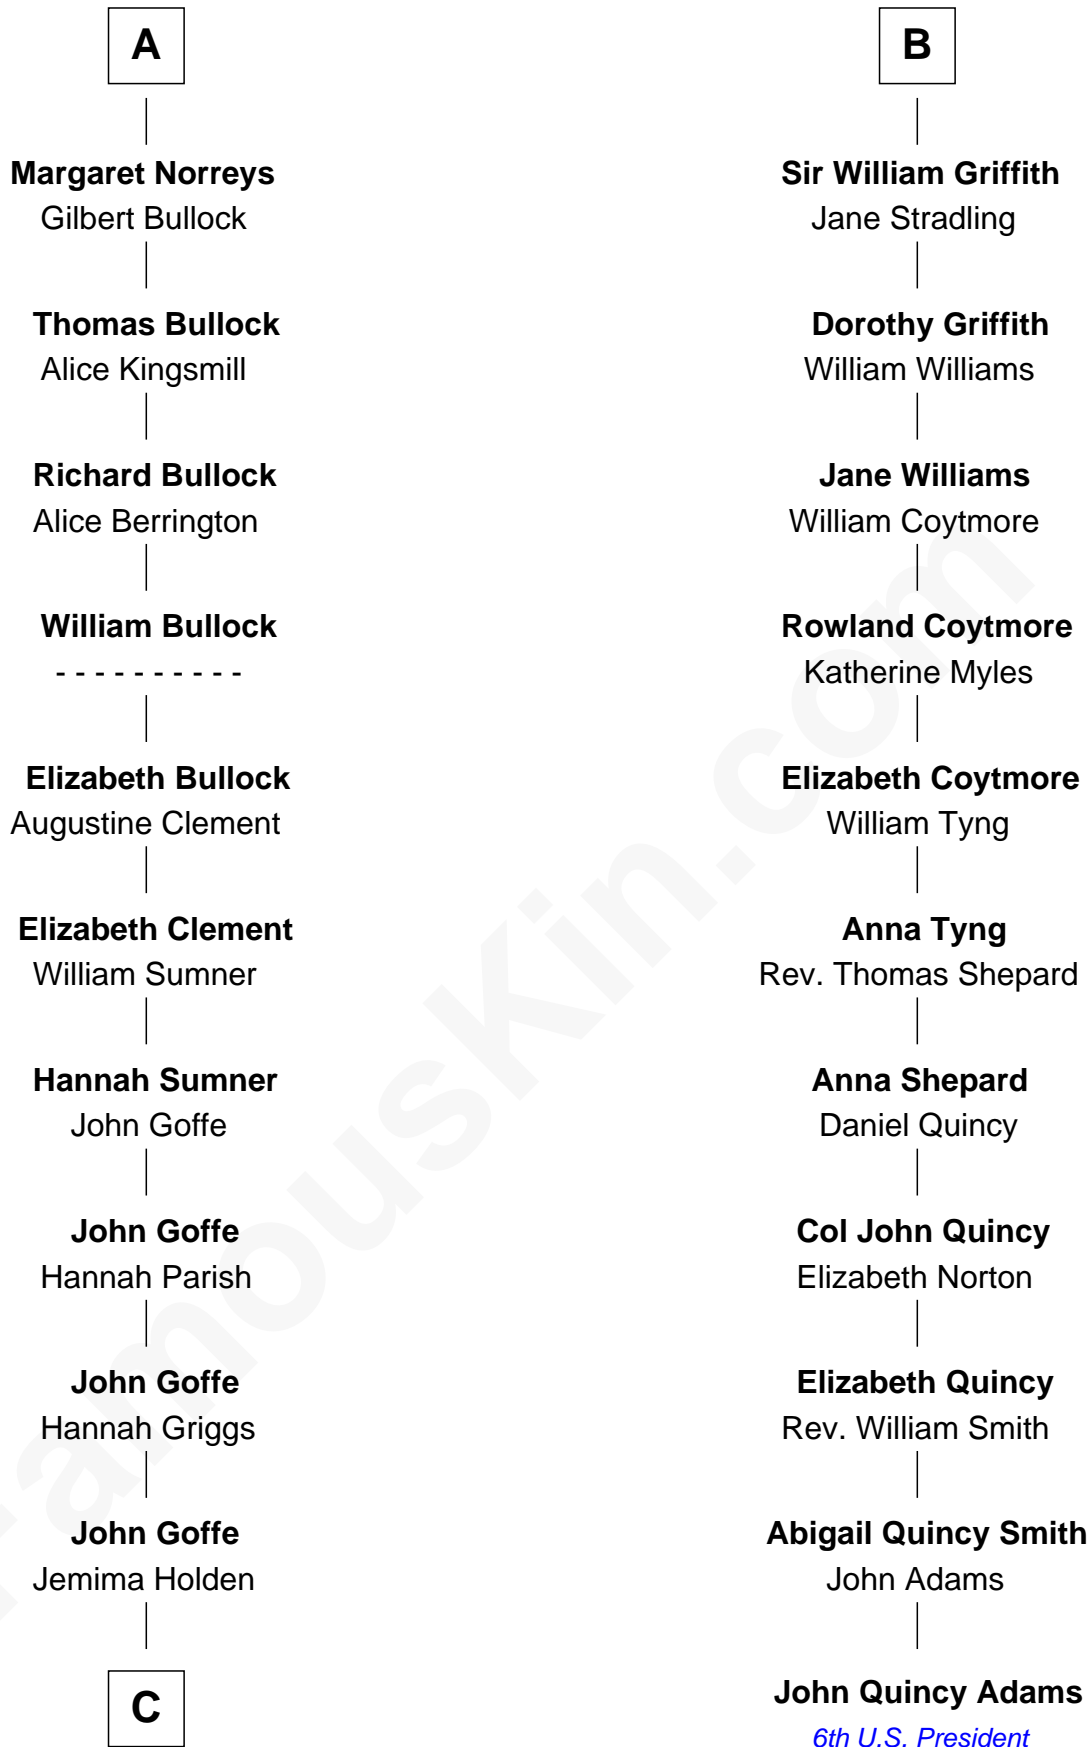 A
Margaret Norreys
Gilbert Bullock
Thomas Bullock
Alice Kingsmill
Richard Bullock
Alice Berrington
William Bullock
- - - - - - - - - -
Elizabeth Bullock
Augustine Clement
Elizabeth Clement
William Sumner
Hannah Sumner
John Goffe
John Goffe
Hannah Parish
John Goffe
Hannah Griggs
John Goffe
Jemima Holden
C
B
Sir William Griffith
Jane Stradling
Dorothy Griffith
William Williams
Jane Williams
William Coytmore
Rowland Coytmore
Katherine Myles
Elizabeth Coytmore
William Tyng
Anna Tyng
Rev. Thomas Shepard
Anna Shepard
Daniel Quincy
Col John Quincy
Elizabeth Norton
Elizabeth Quincy
Rev. William Smith
Abigail Quincy Smith
John Adams
John Quincy Adams
6th U.S. President
FamousKin.com